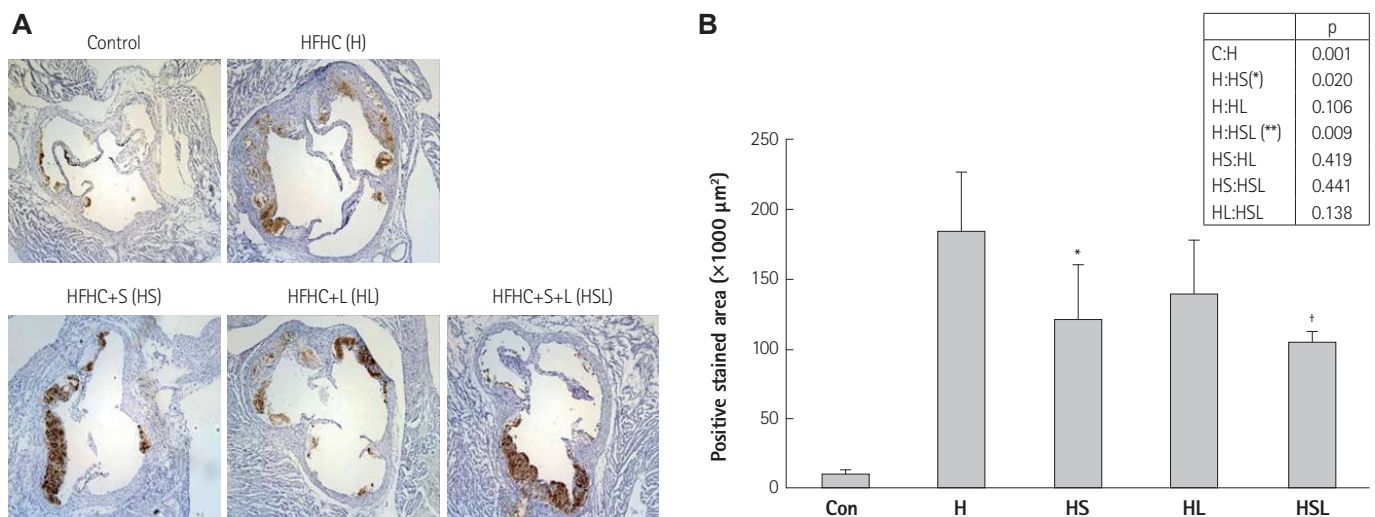 A
Control
HFHC (H)
HFHC+S (HS)
HFHC+L (HL)
HFHC+S+L (HSL)
B
p
C:H 0.001
H:HS(*) 0.020
H:HL 0.106
H:HSL (**) 0.009
HS:HL 0.419
HS:HSL 0.441
HL:HSL 0.138
Positive stained area (×1000 μm²)
250
200
150
100
50
0
*
†
Con H HS HL HSL